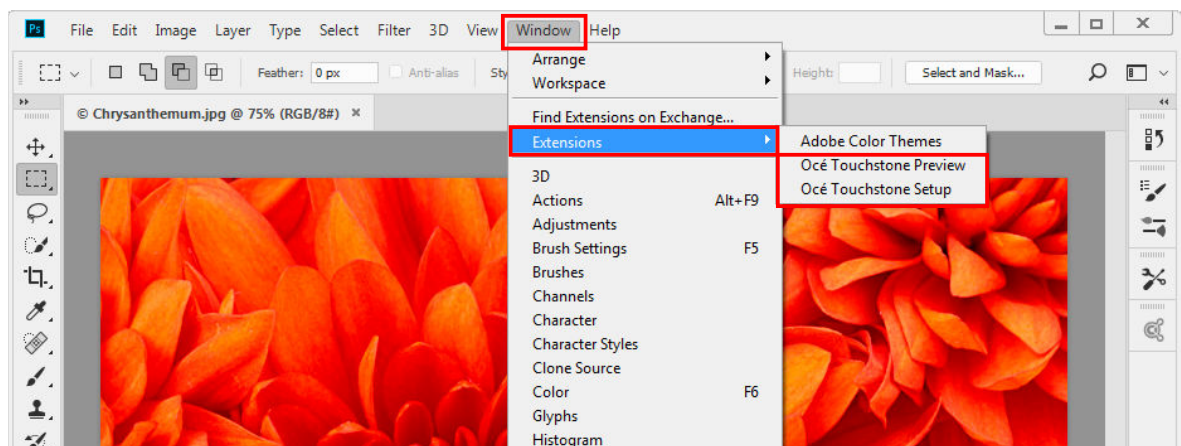 Ps File Edit Image Layer Type Select Filter 3D View Window Help
Feather: 0 px Anti-alias Sty Height: Select and Mask...
© Chrysanthemum.jpg @ 75% (RGB/8#) ×
Arrange
Workspace
Find Extensions on Exchange...
Extensions
Adobe Color Themes
Océ Touchstone Preview
Océ Touchstone Setup
3D
Actions Alt+F9
Adjustments
Brush Settings F5
Brushes
Channels
Character
Character Styles
Clone Source
Color F6
Glyphs
Histogram